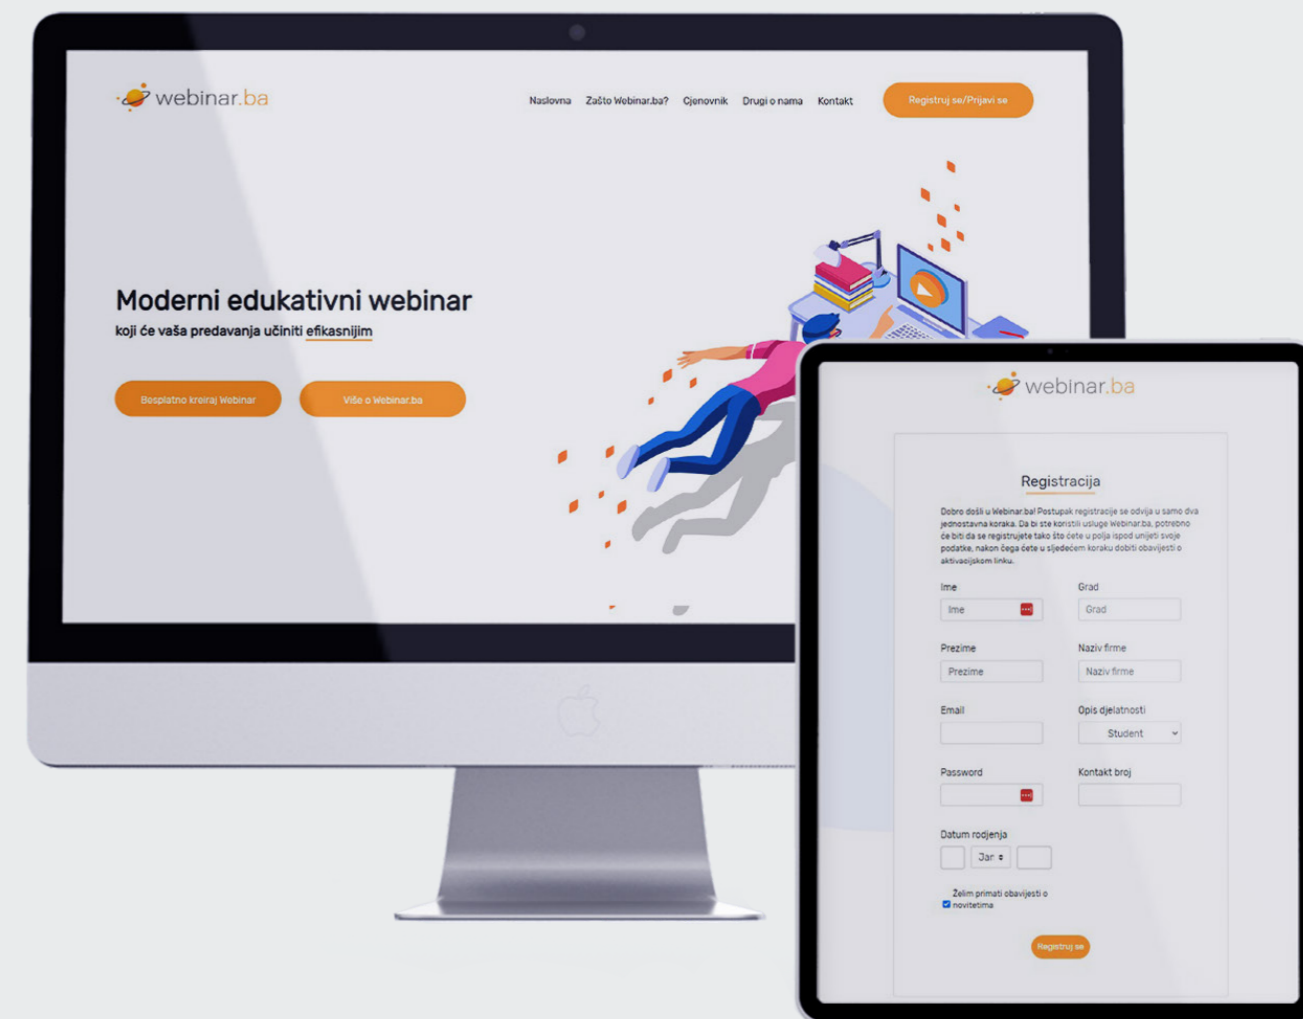 webinar.ba
Naslovna Zašto Webinar.ba? Cjenovnik Drugi o nama Kontakt Registruj se/Prijavi se
Moderni edukativni webinar
koji će vaša predavanja učiniti efikasnijim
Besplatno kreiraj Webinar Više o Webinar.ba
webinar.ba
Registracija
Dobro došli u Webinar.ba! Postupak registracije se odvija u samo dva
jednostavna koraka. Da bi ste koristili usluge Webinar.ba, potrebno
će biti da se registrujete tako što ćete u polja ispod unijeti svoje
podatke, nakon čega ćete u sljedećem koraku dobiti obavijesti o
aktivacijskom linku.
Ime Grad
Ime Grad
Prezime Naziv firme
Prezime Naziv firme
Email Opis djelatnosti
Student
Password Kontakt broj
Datum rodjenja
Jan
Želim primati obavijesti o
novitetima
Registruj se